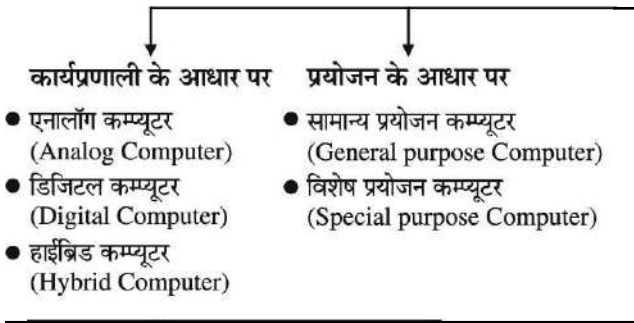 कार्यप्रणाली के आधार पर
● एनालॉग कम्प्यूटर
(Analog Computer)
● डिजिटल कम्प्यूटर
(Digital Computer)
● हाईब्रिड कम्प्यूटर
(Hybrid Computer)
प्रयोजन के आधार पर
● सामान्य प्रयोजन कम्प्यूटर
(General purpose Computer)
● विशेष प्रयोजन कम्प्यूटर
(Special purpose Computer)